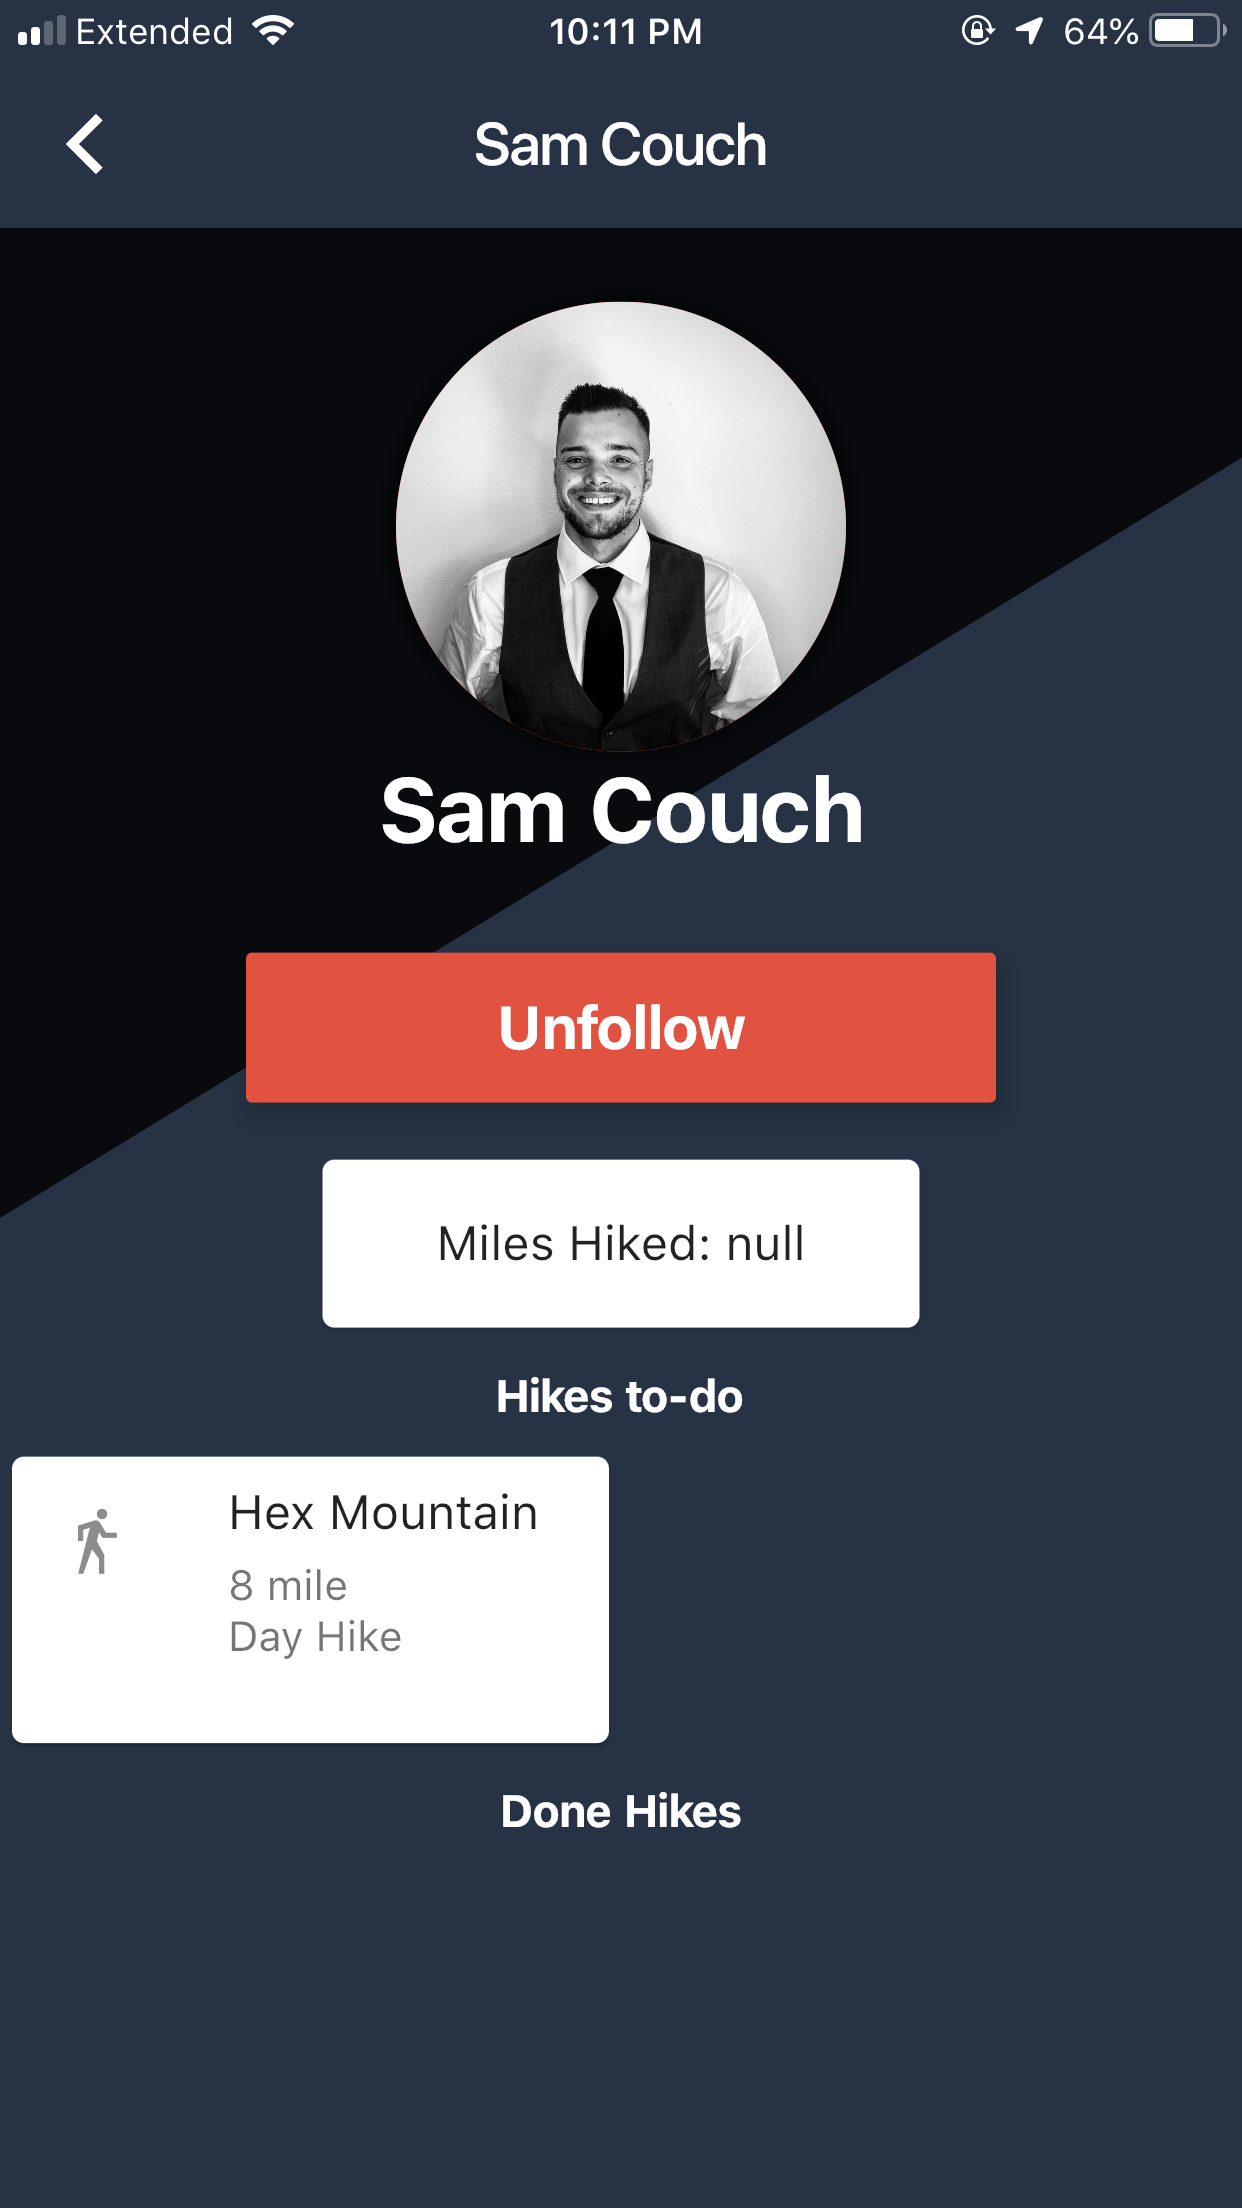 Extended 10:11 PM 64%
Sam Couch
Sam Couch
Unfollow
Miles Hiked: null
Hikes to-do
Hex Mountain
8 mile
Day Hike
Done Hikes